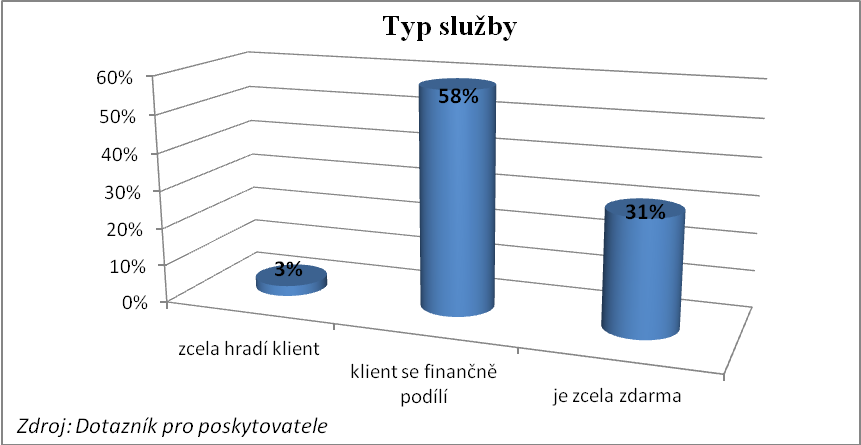 Typ služby
60%
50%
40%
30%
20%
10%
0%
58%
31%
3%
zcela hradí klient
klient se finančně
podílí
je zcela zdarma
Zdroj: Dotazník pro poskytovatele